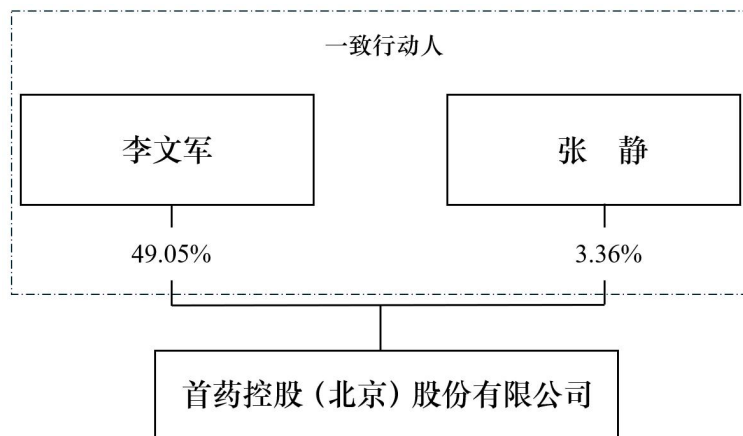 一致行动人
李文军
张　静
49.05%
3.36%
首药控股（北京）股份有限公司